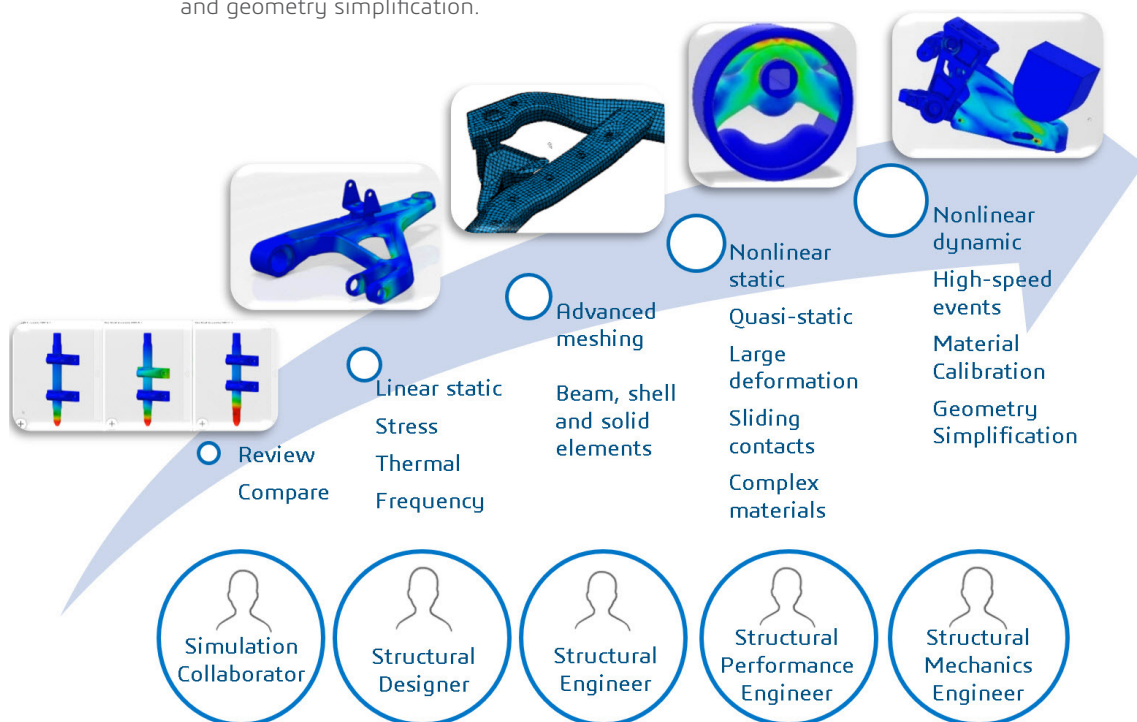 and geometry simplification.
Review
Compare
Linear static
Stress
Thermal
Frequency
Advanced
meshing
Beam, shell
and solid
elements
Nonlinear
static
Quasi-static
Large
deformation
Sliding
contacts
Complex
materials
Nonlinear
dynamic
High-speed
events
Material
Calibration
Geometry
Simplification
Simulation
Collaborator
Structural
Designer
Structural
Engineer
Structural
Performance
Engineer
Structural
Mechanics
Engineer